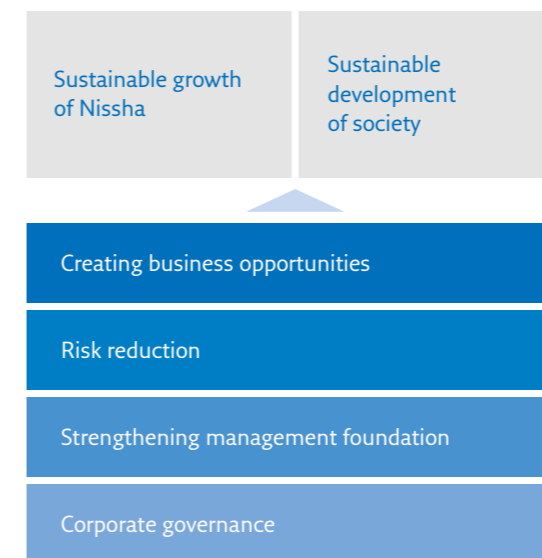 Sustainable growth
of Nissha
Sustainable
development
of society
Creating business opportunities
Risk reduction
Strengthening management foundation
Corporate governance